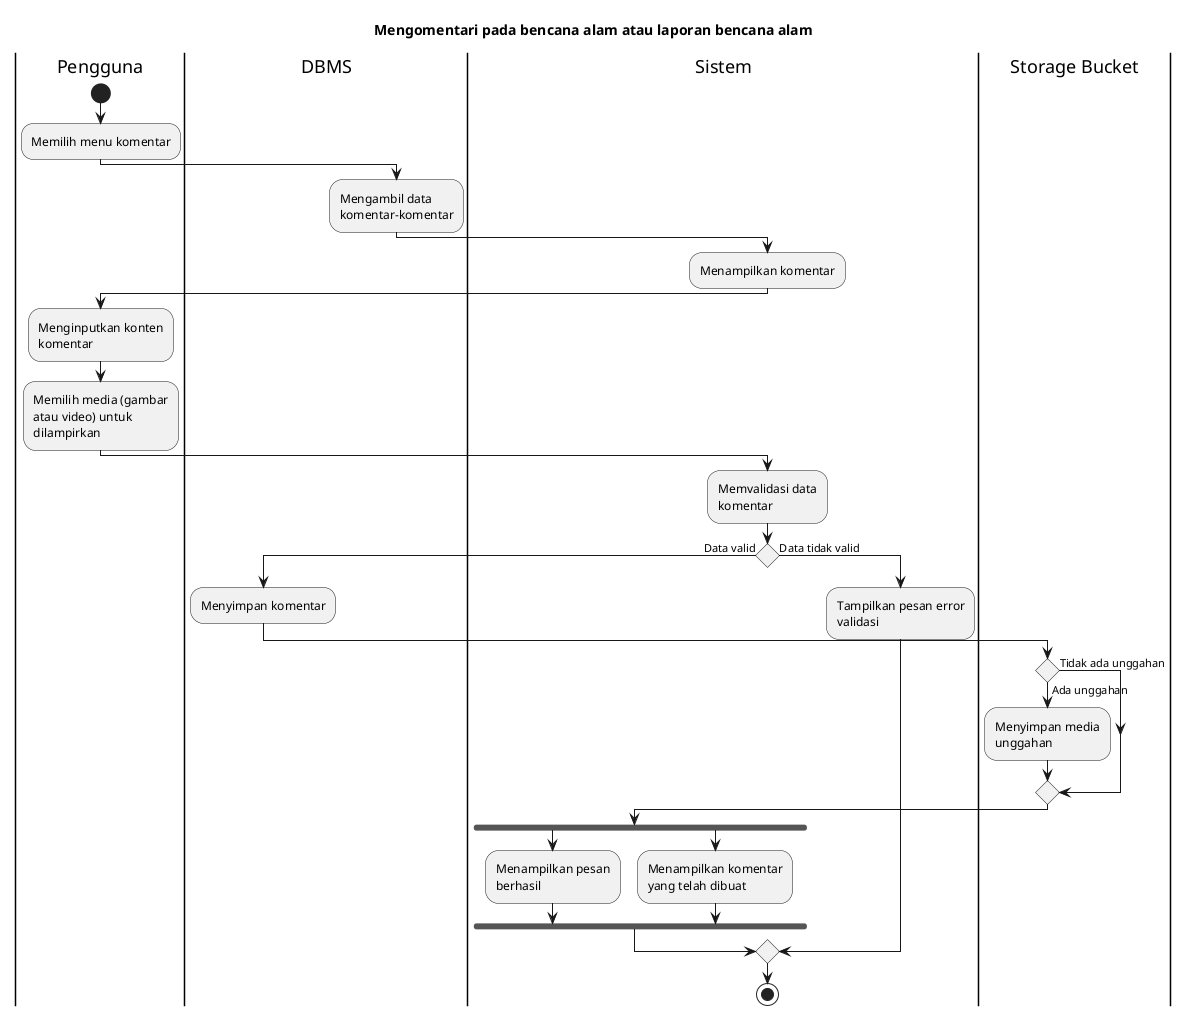 Mengomentari pada bencana alam atau laporan bencana alam
Pengguna
DBMS
Sistem
Storage Bucket
Memilih menu komentar
Mengambil data
komentar-komentar
Menampilkan komentar
Menginputkan konten
komentar
Memilih media (gambar
atau video) untuk
dilampirkan
Memvalidasi data
komentar
Data valid
Data tidak valid
Menyimpan komentar
Tampilkan pesan error
validasi
Tidak ada unggahan
Ada unggahan
Menyimpan media
unggahan
Menampilkan pesan
berhasil
Menampilkan komentar
yang telah dibuat